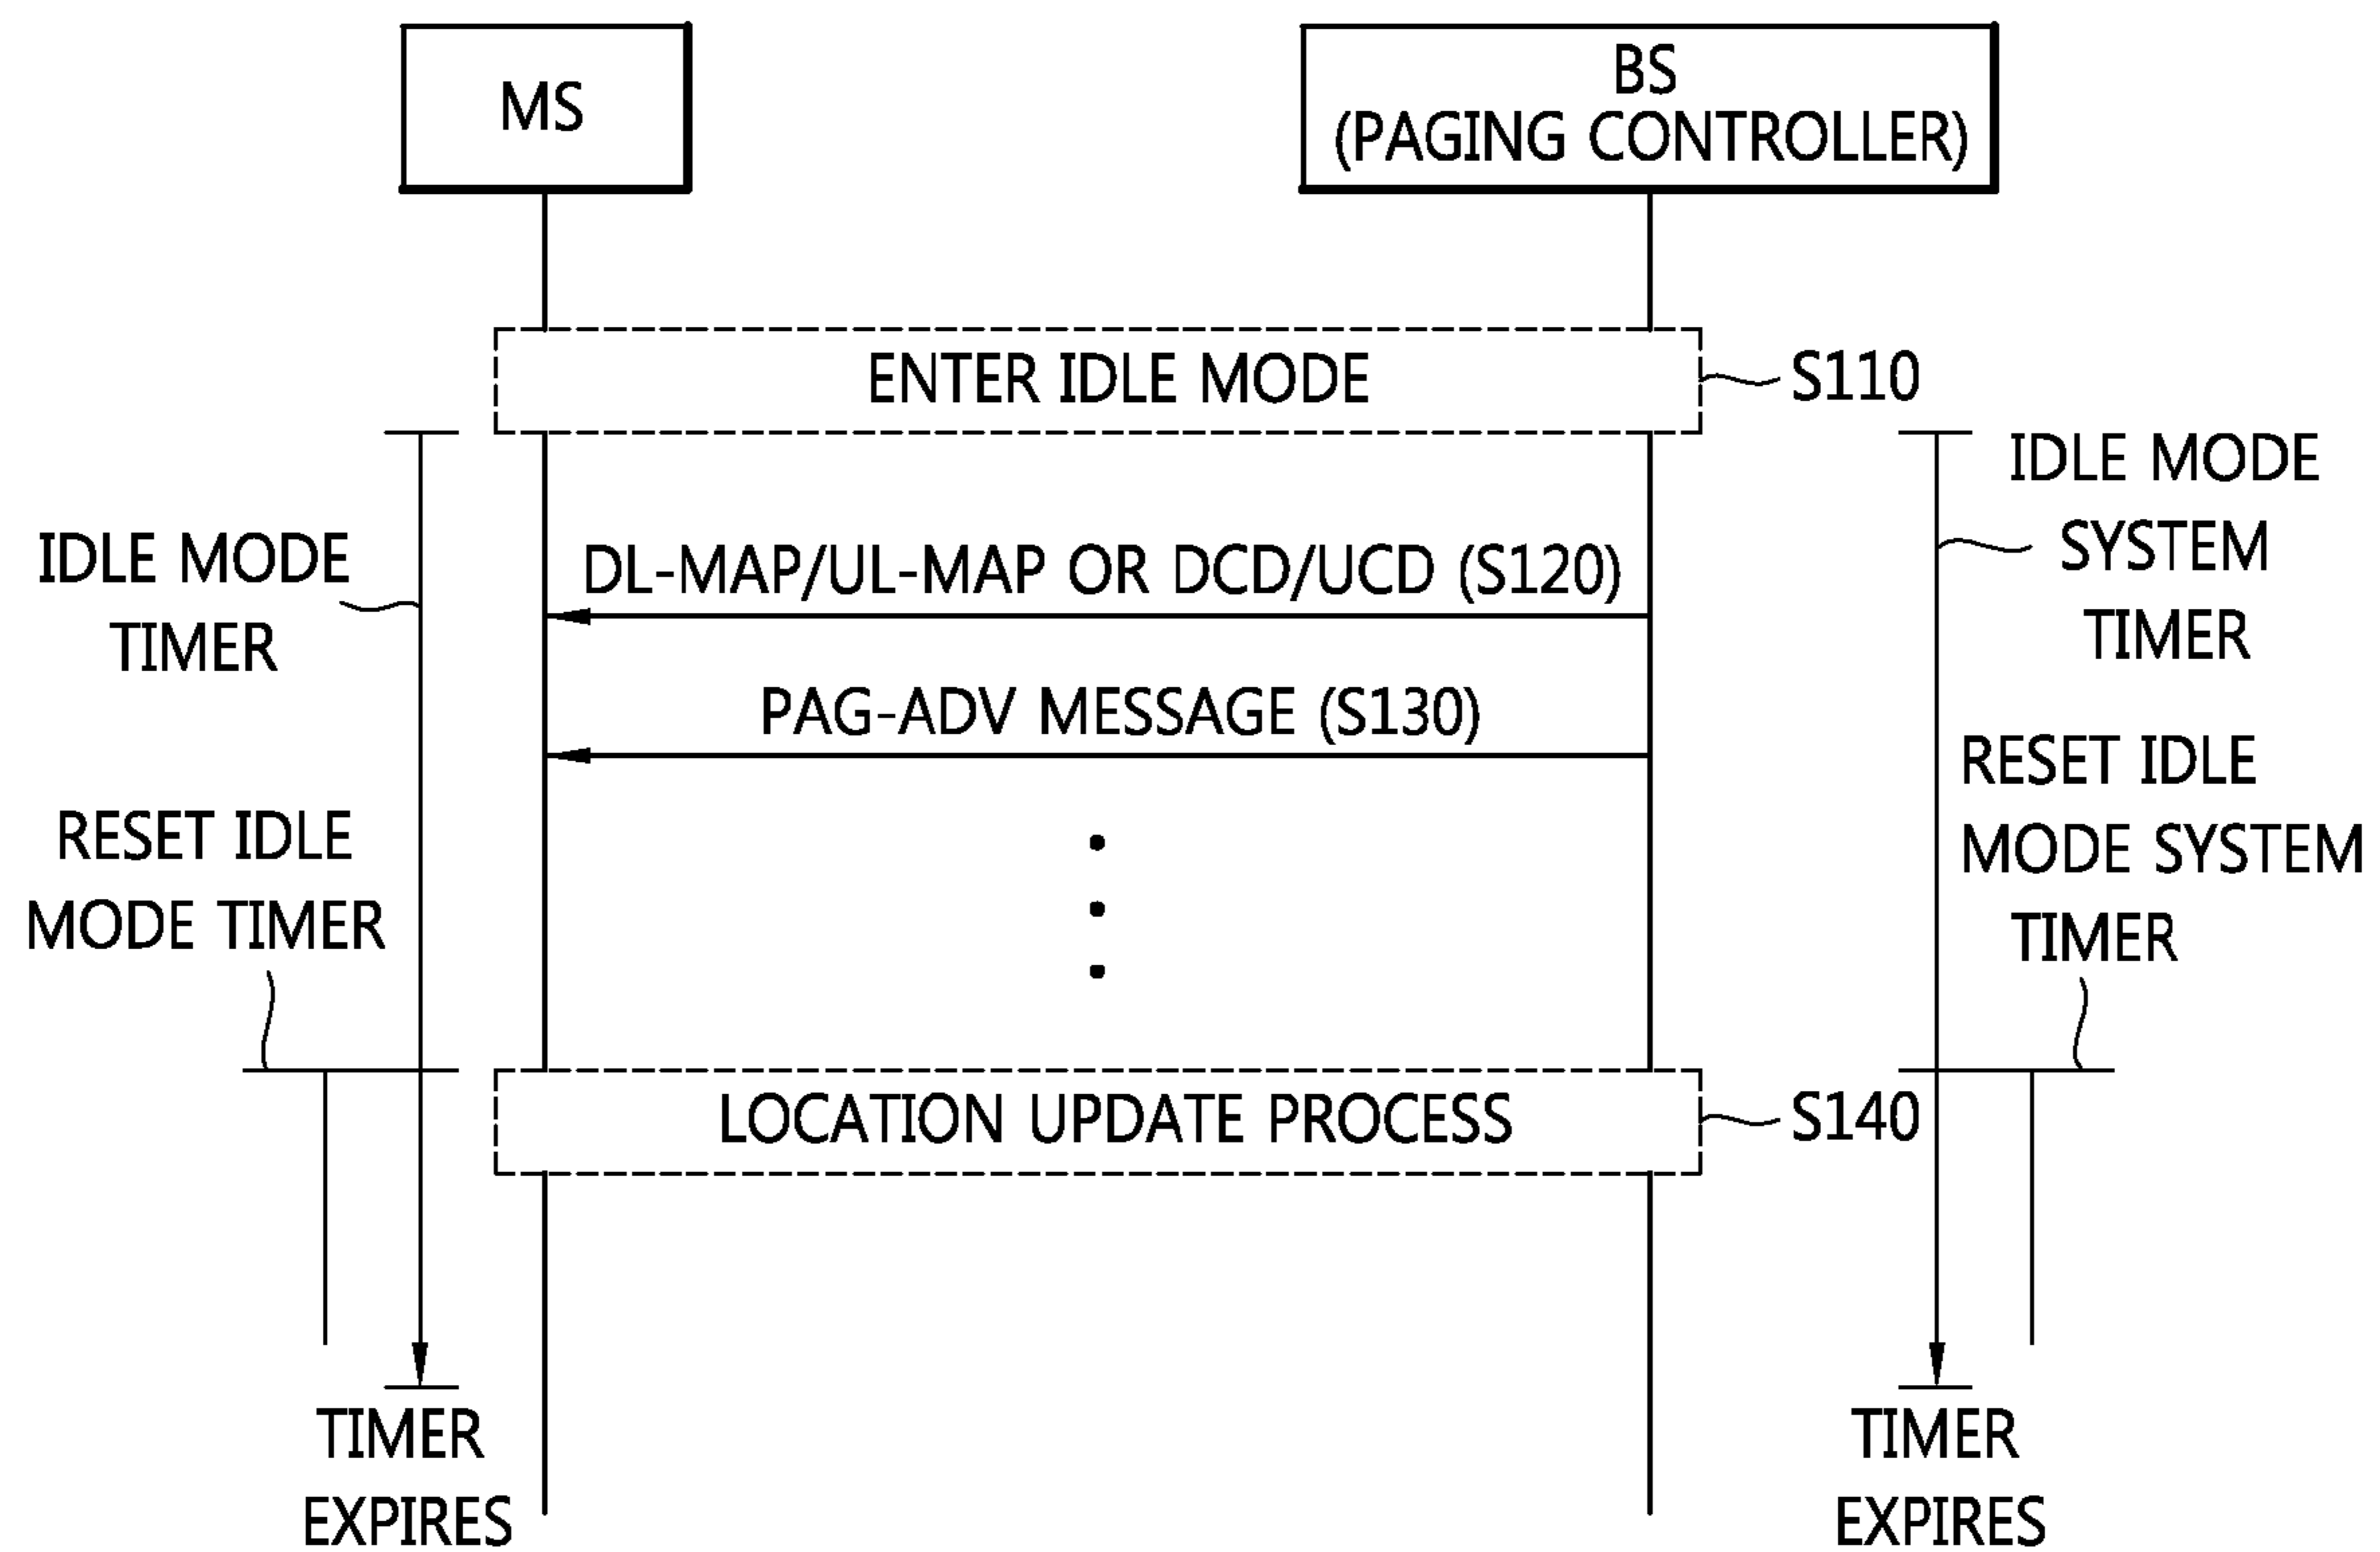 MS
BS
(PAGING CONTROLLER)
ENTER IDLE MODE
S110
IDLE MODE
TIMER
IDLE MODE
SYSTEM
TIMER
DL-MAP/UL-MAP OR DCD/UCD (S120)
PAG-ADV MESSAGE (S130)
RESET IDLE
MODE TIMER
RESET IDLE
MODE SYSTEM
TIMER
LOCATION UPDATE PROCESS
S140
TIMER
EXPIRES
TIMER
EXPIRES